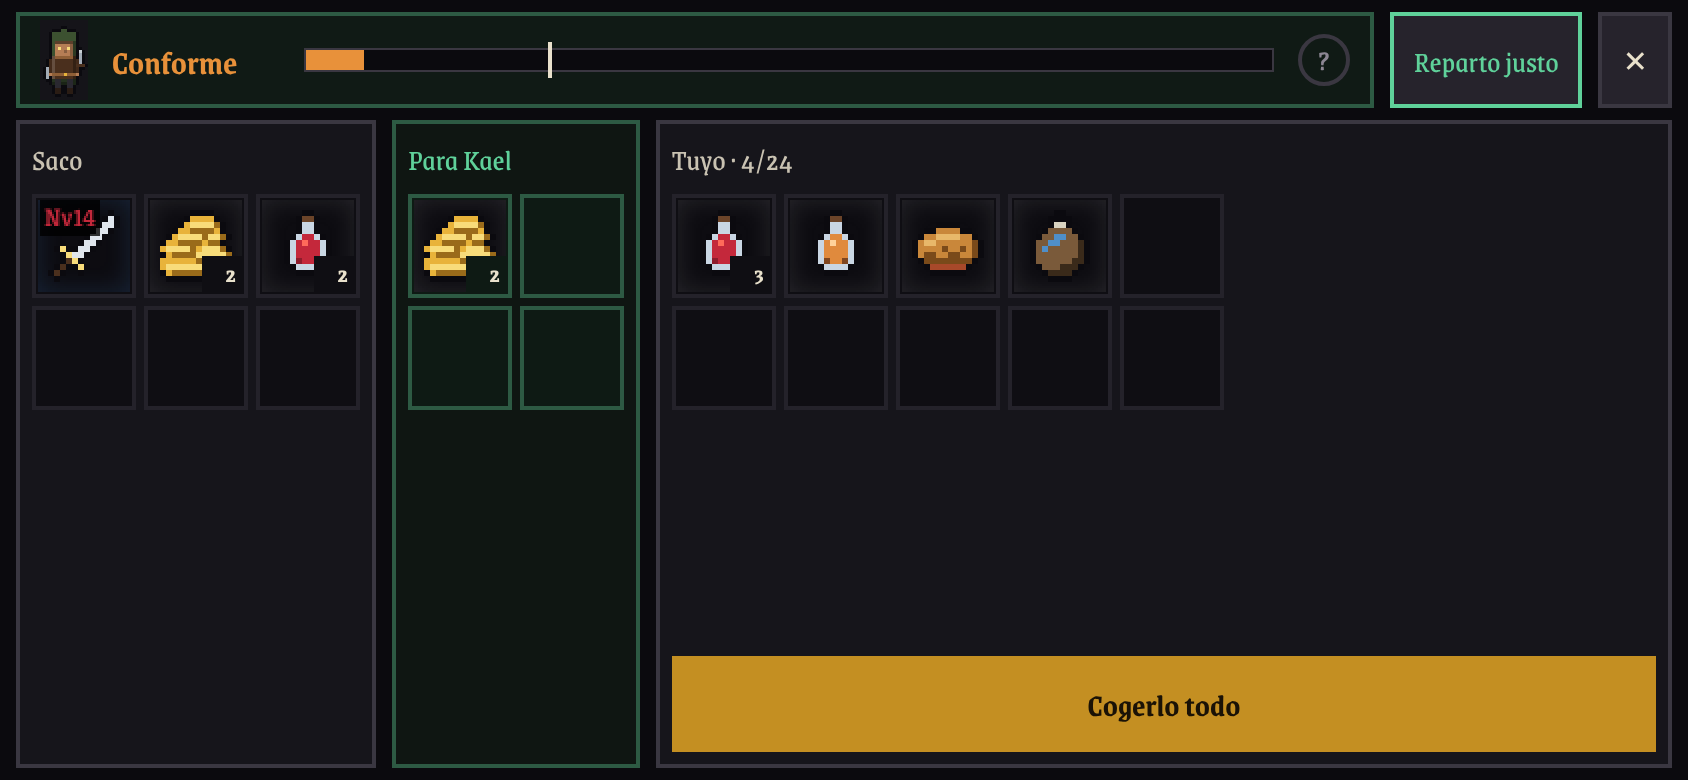 Conforme
?
Reparto justo
✕
Saco
Nv14
2
2
Para Kael
2
Tuyo · 4/24
3
Cogerlo todo